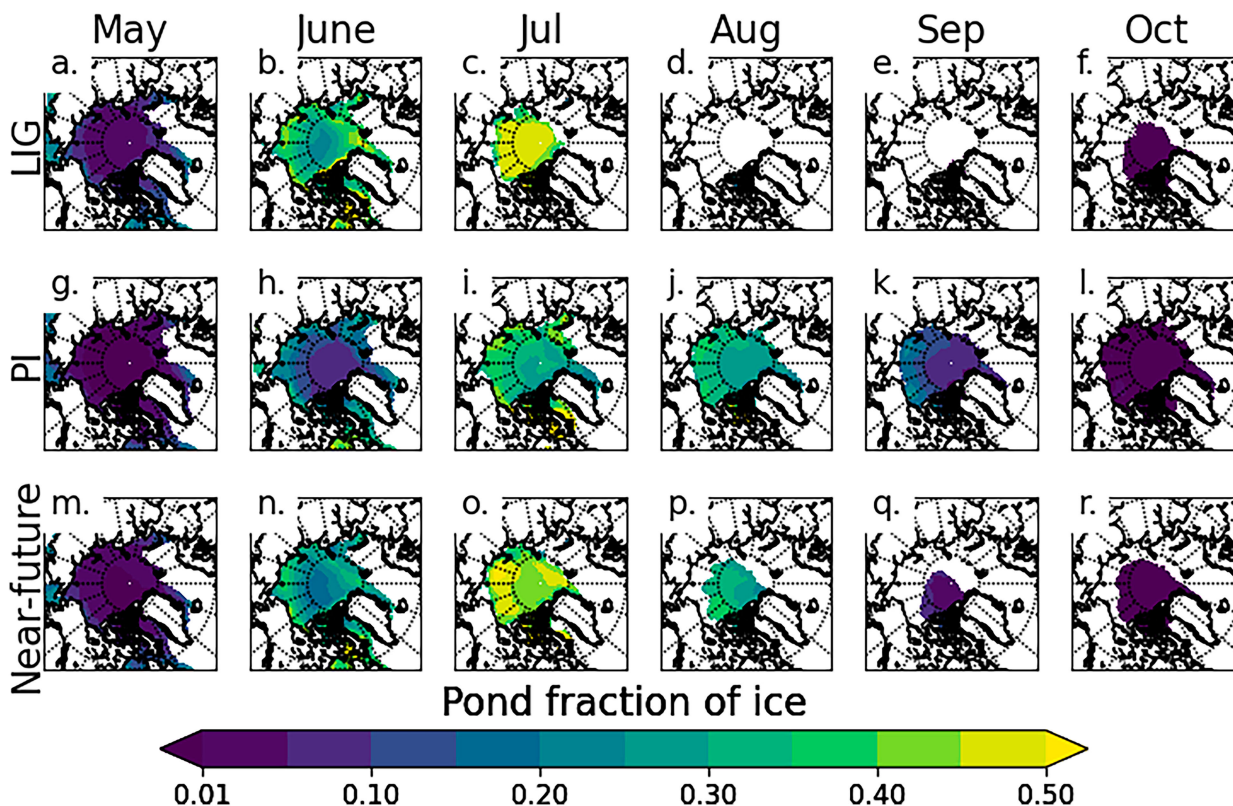 May June Jul Aug Sep Oct
a. b. c. d. e. f.
LIG
g. h. i. j. k. l.
PI
m. n. o. p. q. r.
Near-future
Pond fraction of ice
0.01 0.10 0.20 0.30 0.40 0.50